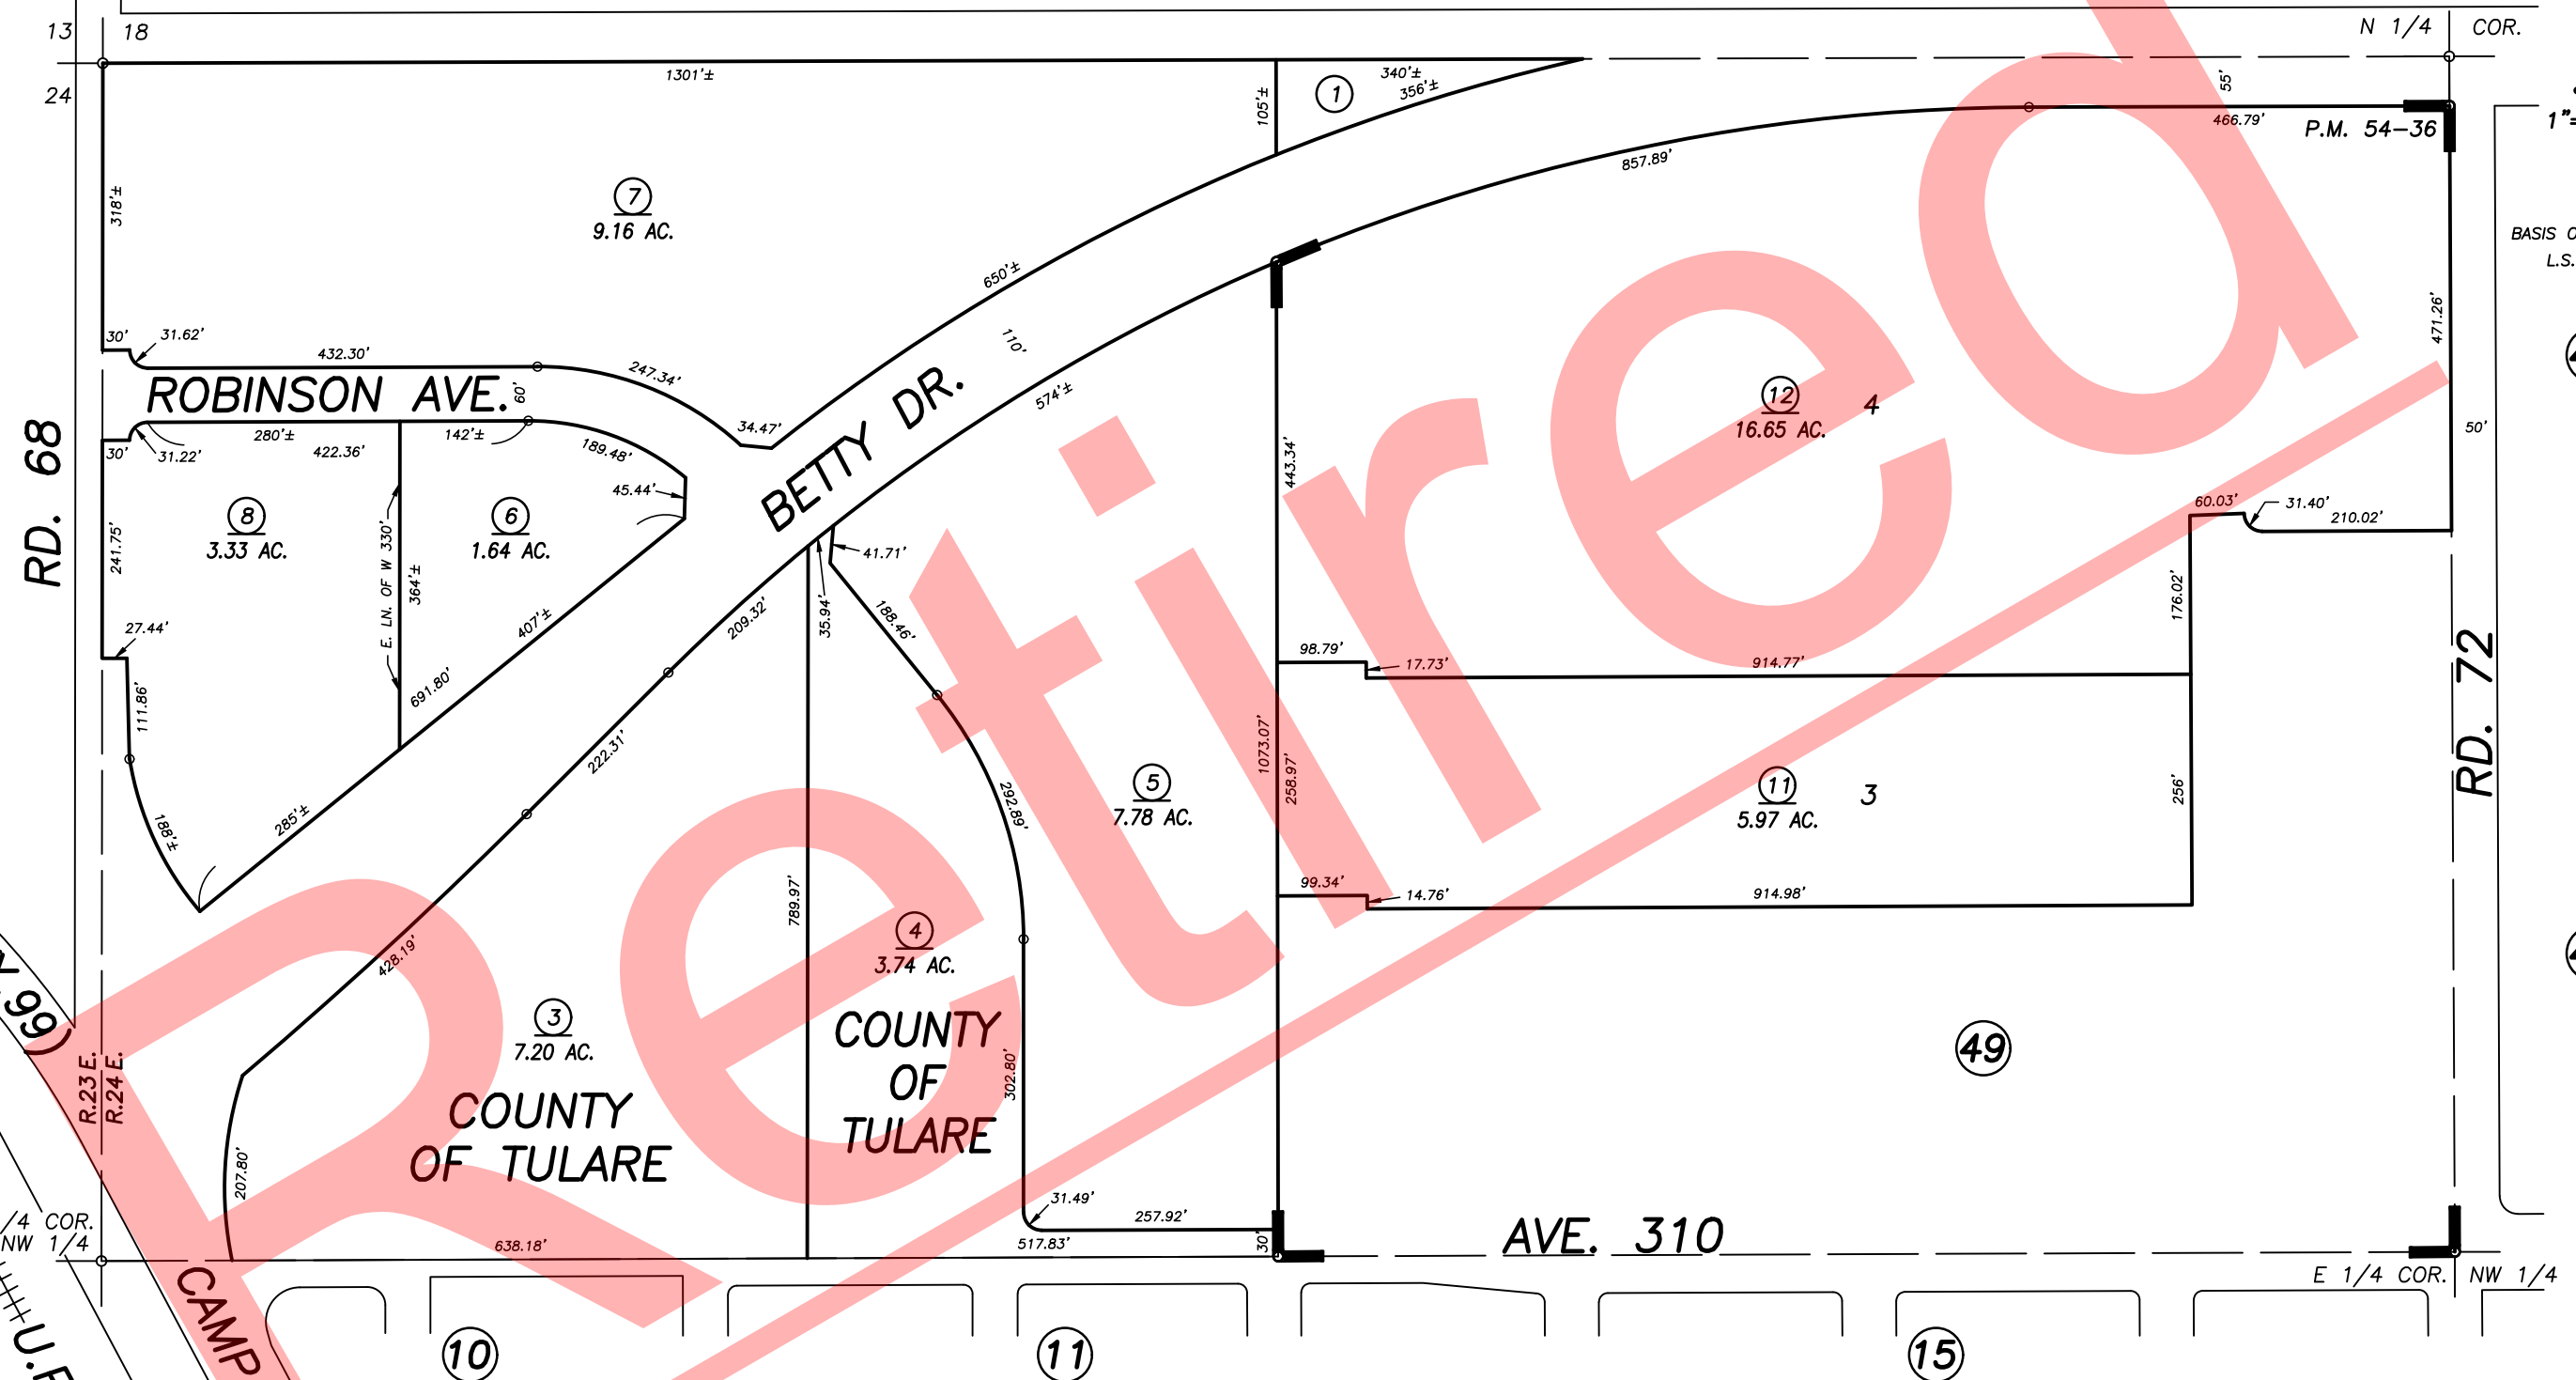 13 18
24
N 1/4 COR.
1301'±
340'±
356'±
105'±
1
55'
466.79'
P.M. 54-36
1"=
857.89'
318'±
7
9.16 AC.
BASIS O
L.S.
650'±
110'
574'±
471.26'
30'
31.62'
432.30'
247.34'
ROBINSON AVE.
60'
34.47'
BETTY DR.
RD. 68
30'
31.22'
280'±
422.36'
142'±
189.48'
45.44'
12
16.65 AC.
4
50'
443.34'
8
3.33 AC.
6
1.64 AC.
241.75'
E. LN. OF W 330'
364'±
407'±
691.80'
41.71'
35.94'
188.46'
209.32'
60.03'
31.40'
210.02'
176.02'
27.44'
111.86'
188'±
285'±
222.31'
98.79'
17.73'
914.77'
RD. 72
1073.07'
258.97'
5
7.78 AC.
292.89'
11
5.97 AC.
3
256'
99.34'
14.76'
914.98'
789.97'
428.19'
4
3.74 AC.
COUNTY
OF
TULARE
302.80'
3
7.20 AC.
COUNTY
OF TULARE
49
99)
R.23 E.
R.24 E.
207.80'
/4 COR.
NW 1/4
638.18'
31.49'
257.92'
517.83'
30'
AVE. 310
E 1/4 COR. NW 1/4
CAMP
U.P
10
11
15
Retired